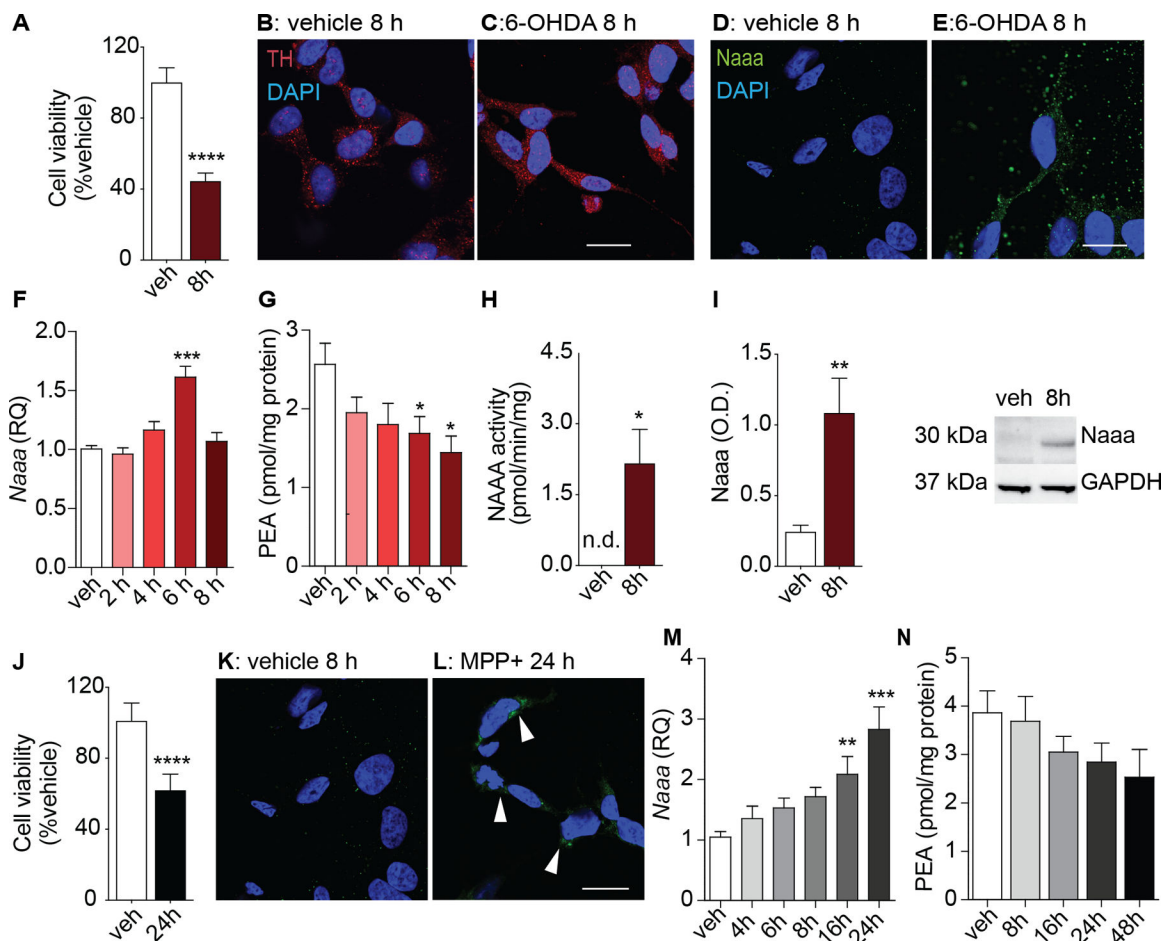 A
Cell viability
(%vehicle)
120
80
40
0
****
veh
8h
B: vehicle 8 h
TH
DAPI
C:6-OHDA 8 h
D: vehicle 8 h
Naaa
DAPI
E:6-OHDA 8 h
F
Naaa (RQ)
2.0
1.5
1.0
0.5
0.0
***
veh
2 h
4 h
6 h
8 h
G
PEA (pmol/mg protein)
3
2
1
0
*
*
veh
2 h
4 h
6 h
8 h
H
NAAA activity
(pmol/min/mg)
4.5
3.0
1.5
0.0
n.d.
*
veh
8h
I
Naaa (O.D.)
1.5
1.0
0.5
0.0
**
veh
8h
veh 8h
30 kDa Naaa
37 kDa GAPDH
J
Cell viability
(%vehicle)
120
80
40
0
****
veh
24h
K: vehicle 8 h
L: MPP+ 24 h
M
Naaa (RQ)
4
3
2
1
0
**
***
veh
4h
6h
8h
16h
24h
N
PEA (pmol/mg protein)
5
4
3
2
1
0
veh
8h
16h
24h
48h